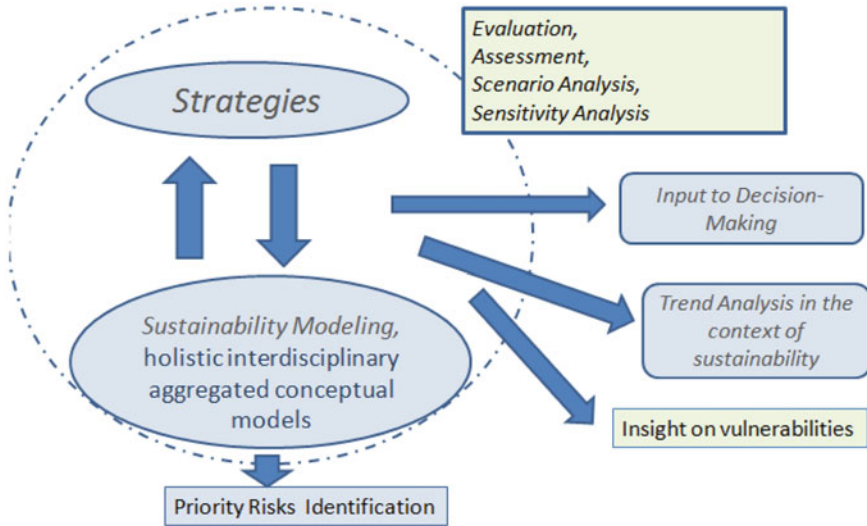 Evaluation,
Assessment,
Scenario Analysis,
Sensitivity Analysis
Strategies
Input to Decision-
Making
Sustainability Modeling,
holistic interdisciplinary
aggregated conceptual
models
Trend Analysis in the
context of
sustainability
Insight on vulnerabilities
Priority Risks Identification